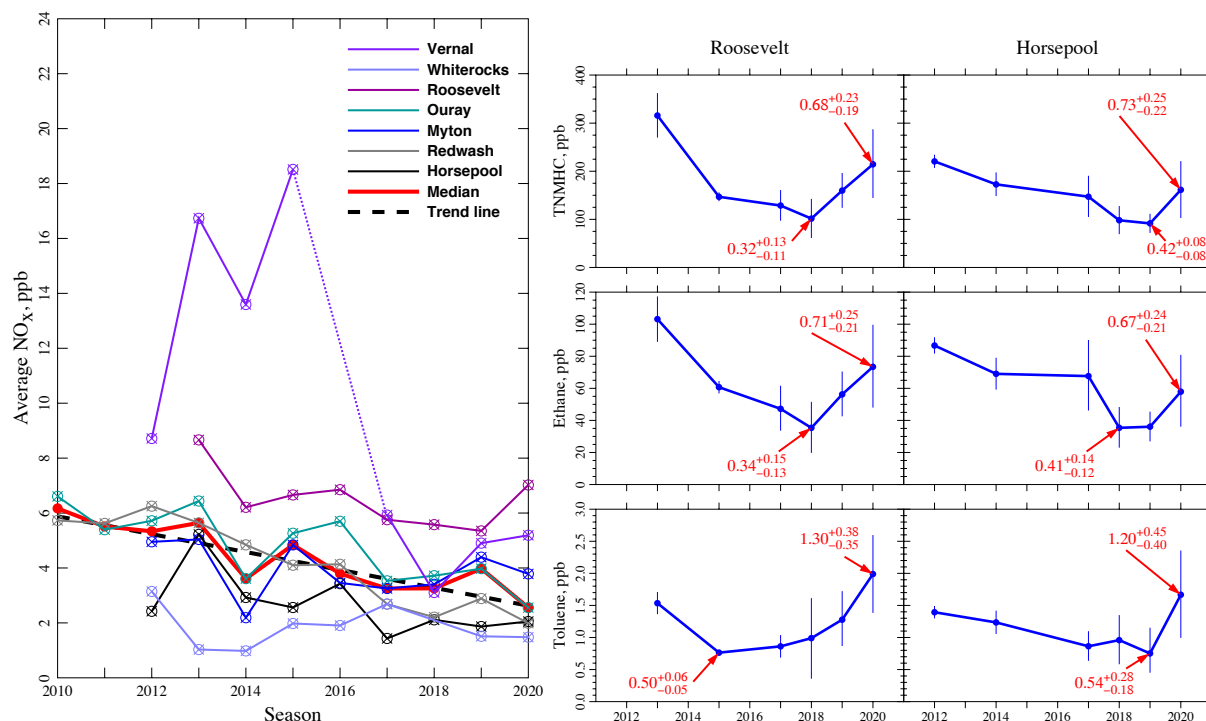 24
22
20
18
16
14
12
10
8
6
4
2
0
Average NOX, ppb
2010 2012 2014 2016 2018 2020
Season
Vernal
Whiterocks
Roosevelt
Ouray
Myton
Redwash
Horsepool
Median
Trend line
Roosevelt Horsepool
TNMHC, ppb
400
300
200
100
0
0.68 +0.23 −0.19
0.32 +0.13 −0.11
0.73 +0.25 −0.22
0.42 +0.08 −0.08
Ethane, ppb
120
100
80
60
40
20
0
0.71 +0.25 −0.21
0.34 +0.15 −0.13
0.67 +0.24 −0.21
0.41 +0.14 −0.12
Toluene, ppb
3.0
2.5
2.0
1.5
1.0
0.5
0.0
1.30 +0.38 −0.35
0.50 +0.06 −0.05
1.20 +0.45 −0.40
0.54 +0.28 −0.18
2012 2014 2016 2018 2020 2012 2014 2016 2018 2020